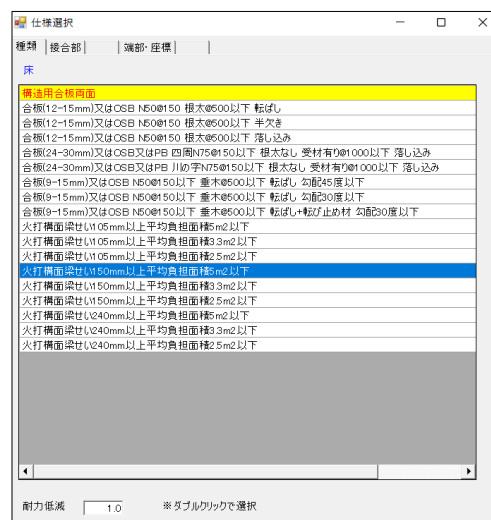 仕様選択
種類 接合部 端部・座標
床
構造用合板両面
合板(12-15mm)又はOSB N50@150 根太@500以下 転ばし
合板(12-15mm)又はOSB N50@150 根太@500以下 半欠き
合板(12-15mm)又はOSB N50@150 根太@500以下 落し込み
合板(24-30mm)又はOSB又はPB 四周N75@150以下 根太なし 受材有り@1000以下 落し込み
合板(24-30mm)又はOSB又はPB 川の字N75@150以下 根太なし 受材有り@1000以下 落し込み
合板(9-15mm)又はOSB N50@150以下 垂木@500以下 転ばし 勾配45度以下
合板(9-15mm)又はOSB N50@150以下 垂木@500以下 転ばし 勾配30度以下
合板(9-15mm)又はOSB N50@150以下 垂木@500以下 転ばし+転び止め材 勾配30度以下
火打構面梁せい105mm以上平均負担面積5m2以下
火打構面梁せい105mm以上平均負担面積3.3m2以下
火打構面梁せい105mm以上平均負担面積2.5m2以下
火打構面梁せい150mm以上平均負担面積5m2以下
火打構面梁せい150mm以上平均負担面積3.3m2以下
火打構面梁せい150mm以上平均負担面積2.5m2以下
火打構面梁せい240mm以上平均負担面積5m2以下
火打構面梁せい240mm以上平均負担面積3.3m2以下
火打構面梁せい240mm以上平均負担面積2.5m2以下
耐力低減 1.0 ※ダブルクリックで選択